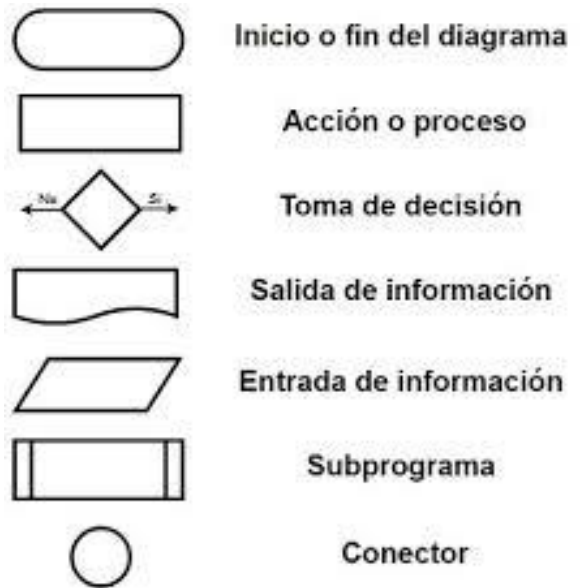 Inicio o fin del diagrama
Acción o proceso
No Si
Toma de decisión
Salida de información
Entrada de información
Subprograma
Conector